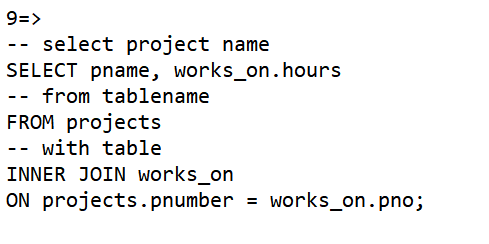 9=>
-- select project name
SELECT pname, works_on.hours
-- from tablename
FROM projects
-- with table
INNER JOIN works_on
ON projects.pnumber = works_on.pno;